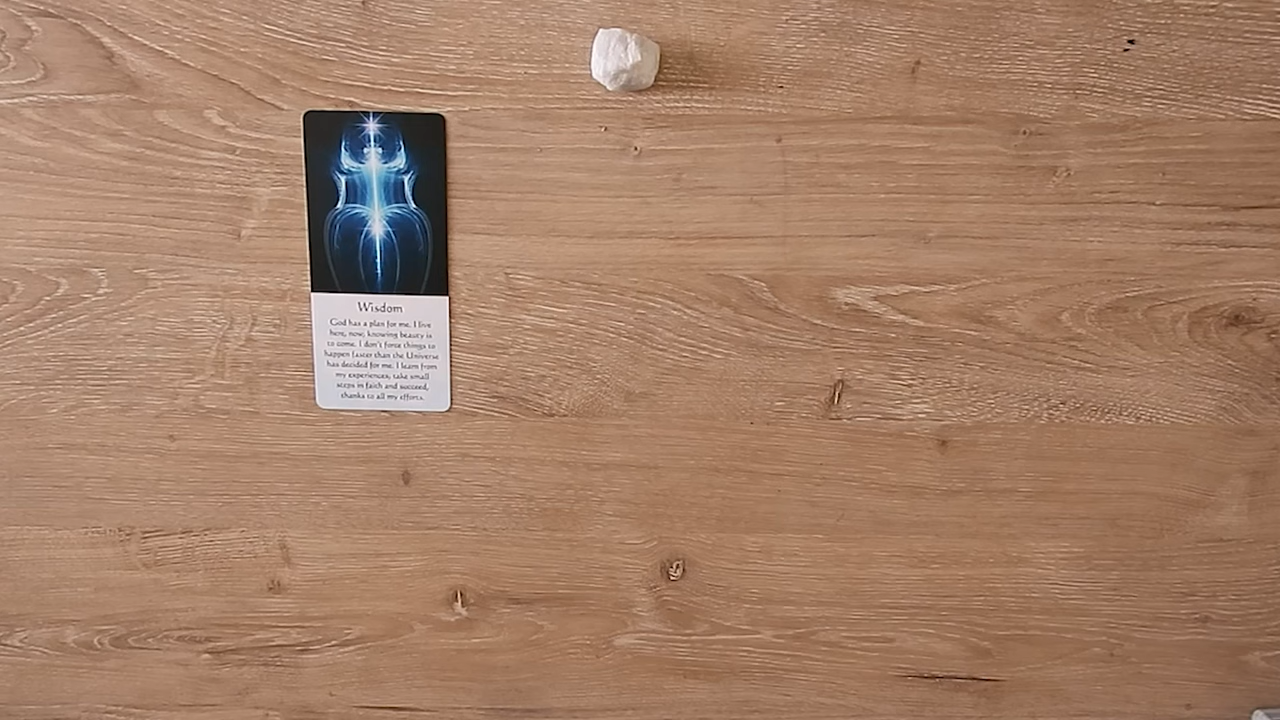 Wisdom
God has a plan for me. I live
here, now, knowing beauty is
to come. I don't force things to
happen faster than the Universe
has decided for me. I learn from
my experiences, take small
steps in faith and succeed,
thanks to all my efforts.